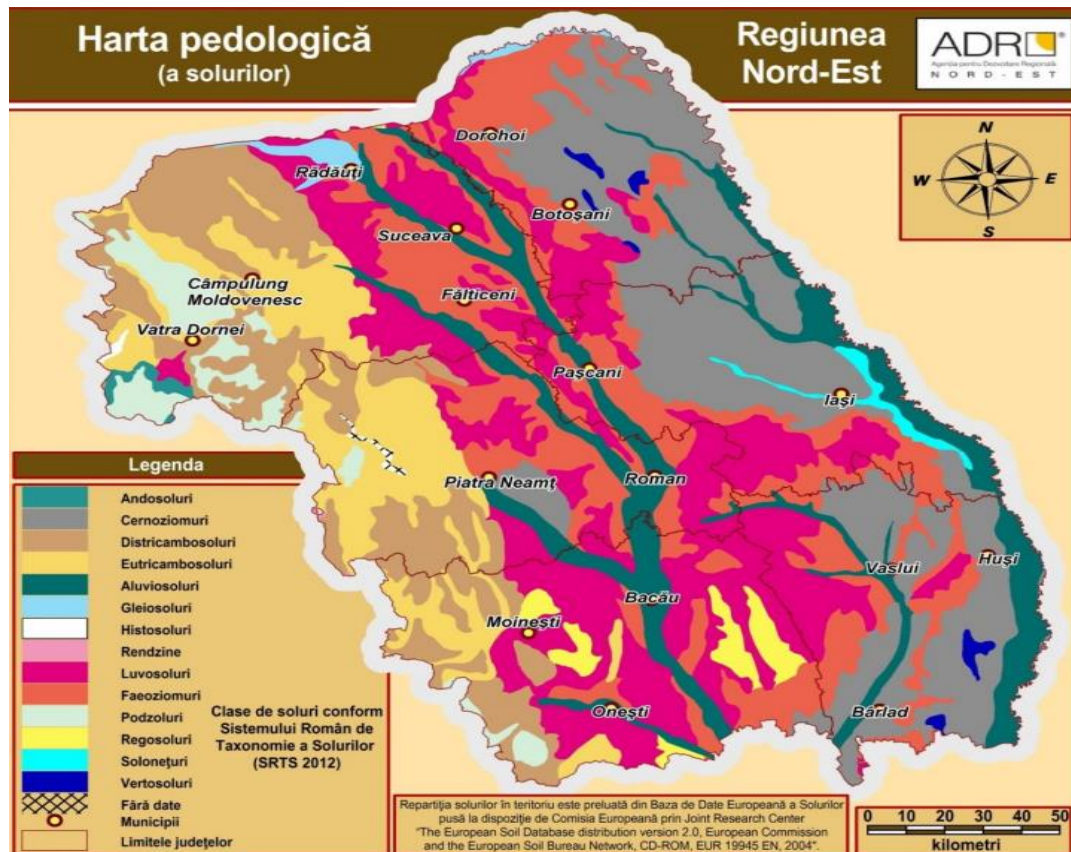 Harta pedologică
(a solurilor)
Regiunea
Nord-Est
ADR
Agenția pentru Dezvoltare Regională
NORD-EST
N
W
E
S
Dorohoi
Rădăuți
Botoșani
Suceava
Câmpulung
Moldovenesc
Fălticeni
Vatra Dornei
Pașcani
Iași
Piatra Neamț
Roman
Vaslui
Huși
Bacău
Moinești
Onești
Bârlad
Legenda
Andosoluri
Cernoziomuri
Districambosoluri
Eutricambosoluri
Aluviosoluri
Gleiosoluri
Histosoluri
Rendzine
Luvosoluri
Faeoziomuri
Podzoluri
Regosoluri
Solonețuri
Vertosoluri
Fără date
Municipii
Limitele județelor
Clase de soluri conform
Sistemului Român de
Taxonomie a Solurilor
(SRTS 2012)
Repartiția solurilor în teritoriu este preluată din Baza de Date Europeană a Solurilor
pusă la dispoziție de Comisia Europeană prin Joint Research Center
"The European Soil Database distribution version 2.0, European Commission
and the European Soil Bureau Network, CD-ROM, EUR 19945 EN, 2004".
0 10 20 30 40 50
kilometri